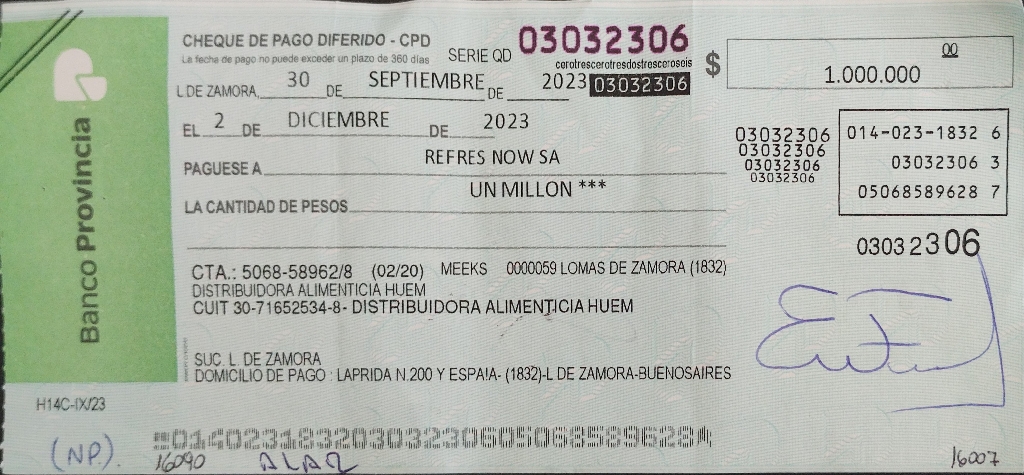 Banco Provincia
CHEQUE DE PAGO DIFERIDO - CPD
La fecha de pago no puede exceder un plazo de 360 días
SERIE QD 03032306
cerotrescerotresdostresceroseis
03032306
$ 1.000.000 00
L DE ZAMORA, 30 DE SEPTIEMBRE DE 2023
EL 2 DE DICIEMBRE DE 2023
PAGUESE A REFRES NOW SA
UN MILLON ***
LA CANTIDAD DE PESOS
03032306
03032306
03032306
03032306
014-023-1832 6
03032306 3
05068589628 7
03032306
CTA.: 5068-58962/8 (02/20) MEEKS 0000059 LOMAS DE ZAMORA (1832)
DISTRIBUIDORA ALIMENTICIA HUEM
CUIT 30-71652534-8- DISTRIBUIDORA ALIMENTICIA HUEM
SUC. L. DE ZAMORA
DOMICILIO DE PAGO : LAPRIDA N.200 Y ESPA!A- (1832)-L DE ZAMORA-BUENOSAIRES
H14C-IX/23
01402318320303230605068589628
(NP). 16090 16007